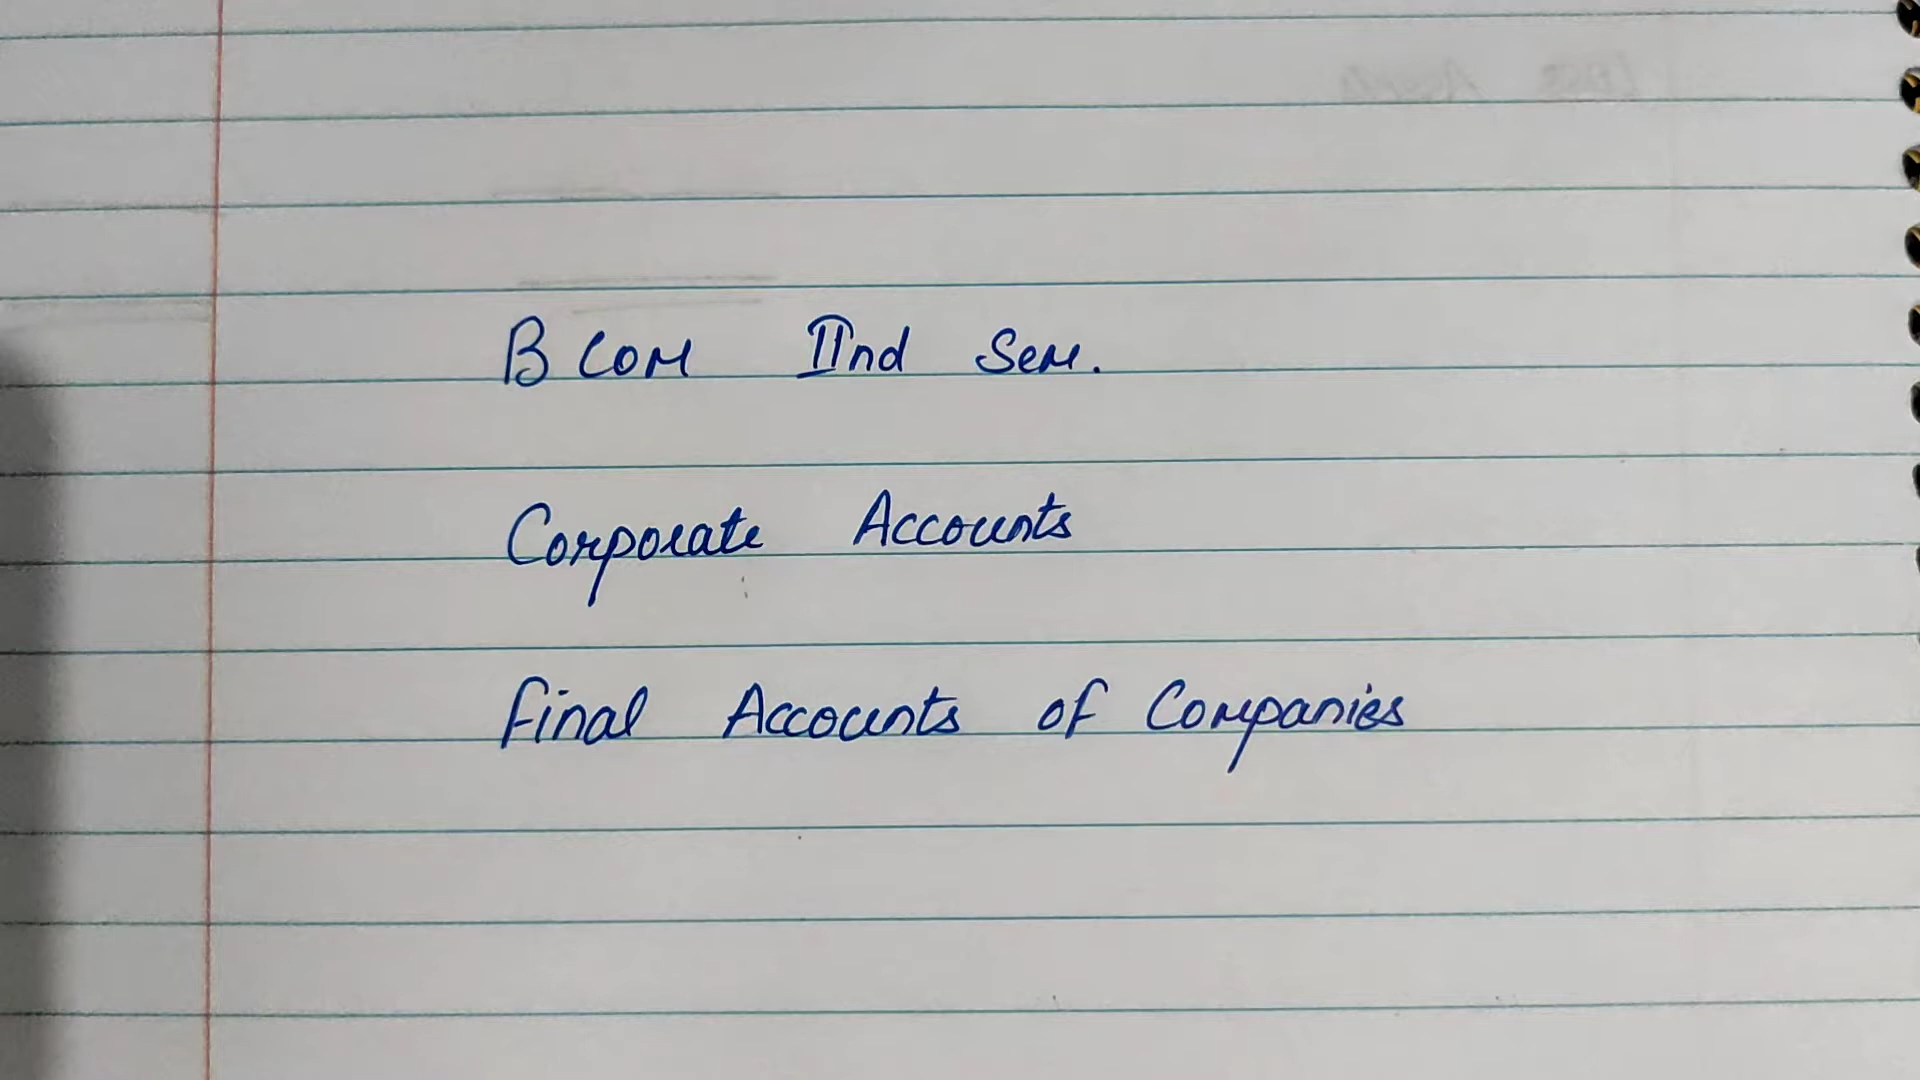 B Com IInd Sem.
Corporate Accounts
Final Accounts of Companies